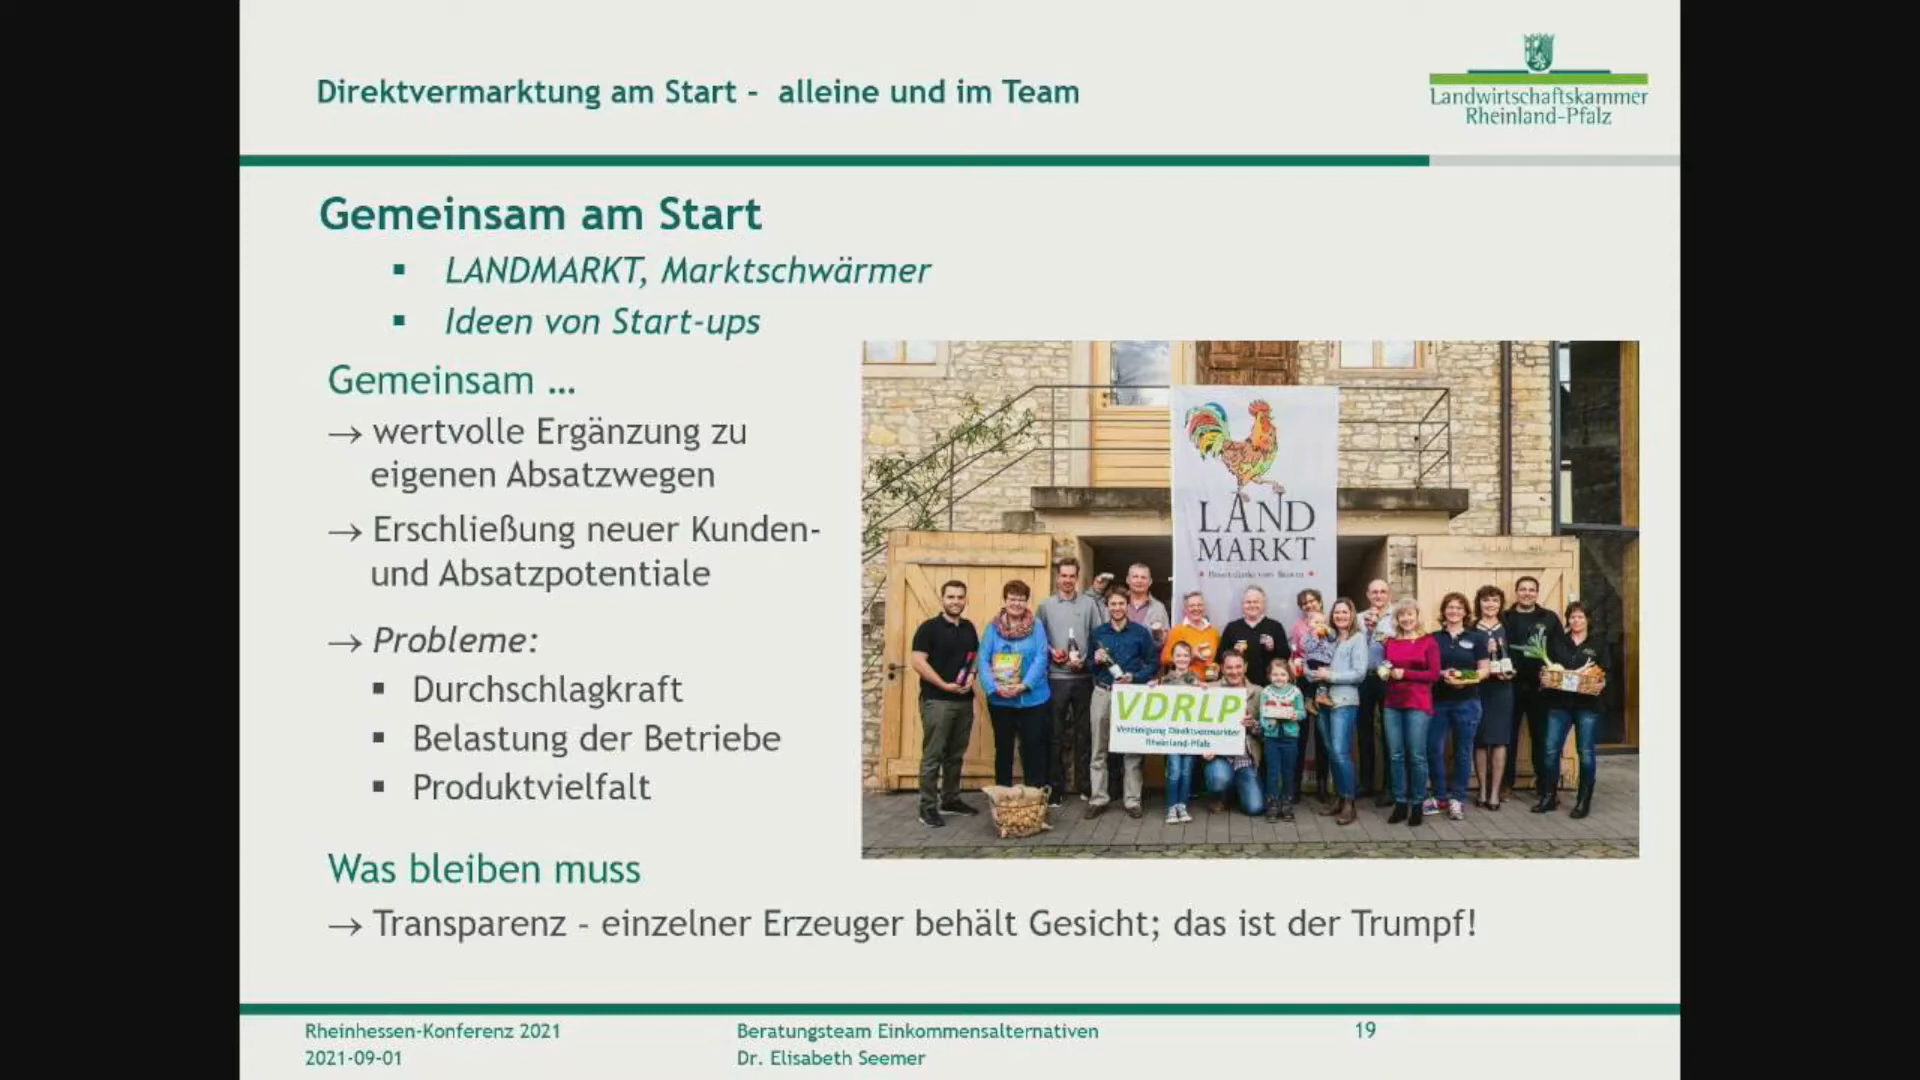 Direktvermarktung am Start - alleine und im Team
Landwirtschaftskammer
Rheinland-Pfalz
Gemeinsam am Start
▪ LANDMARKT, Marktschwärmer
▪ Ideen von Start-ups
Gemeinsam …
→ wertvolle Ergänzung zu
eigenen Absatzwegen
→ Erschließung neuer Kunden-
und Absatzpotentiale
→ Probleme:
▪ Durchschlagkraft
▪ Belastung der Betriebe
▪ Produktvielfalt
LAND
MARKT
VDRLP
Vereinigung Direktvermarkter
Rheinland-Pfalz
Was bleiben muss
→ Transparenz - einzelner Erzeuger behält Gesicht; das ist der Trumpf!
Rheinhessen-Konferenz 2021
2021-09-01
Beratungsteam Einkommensalternativen
Dr. Elisabeth Seemer
19